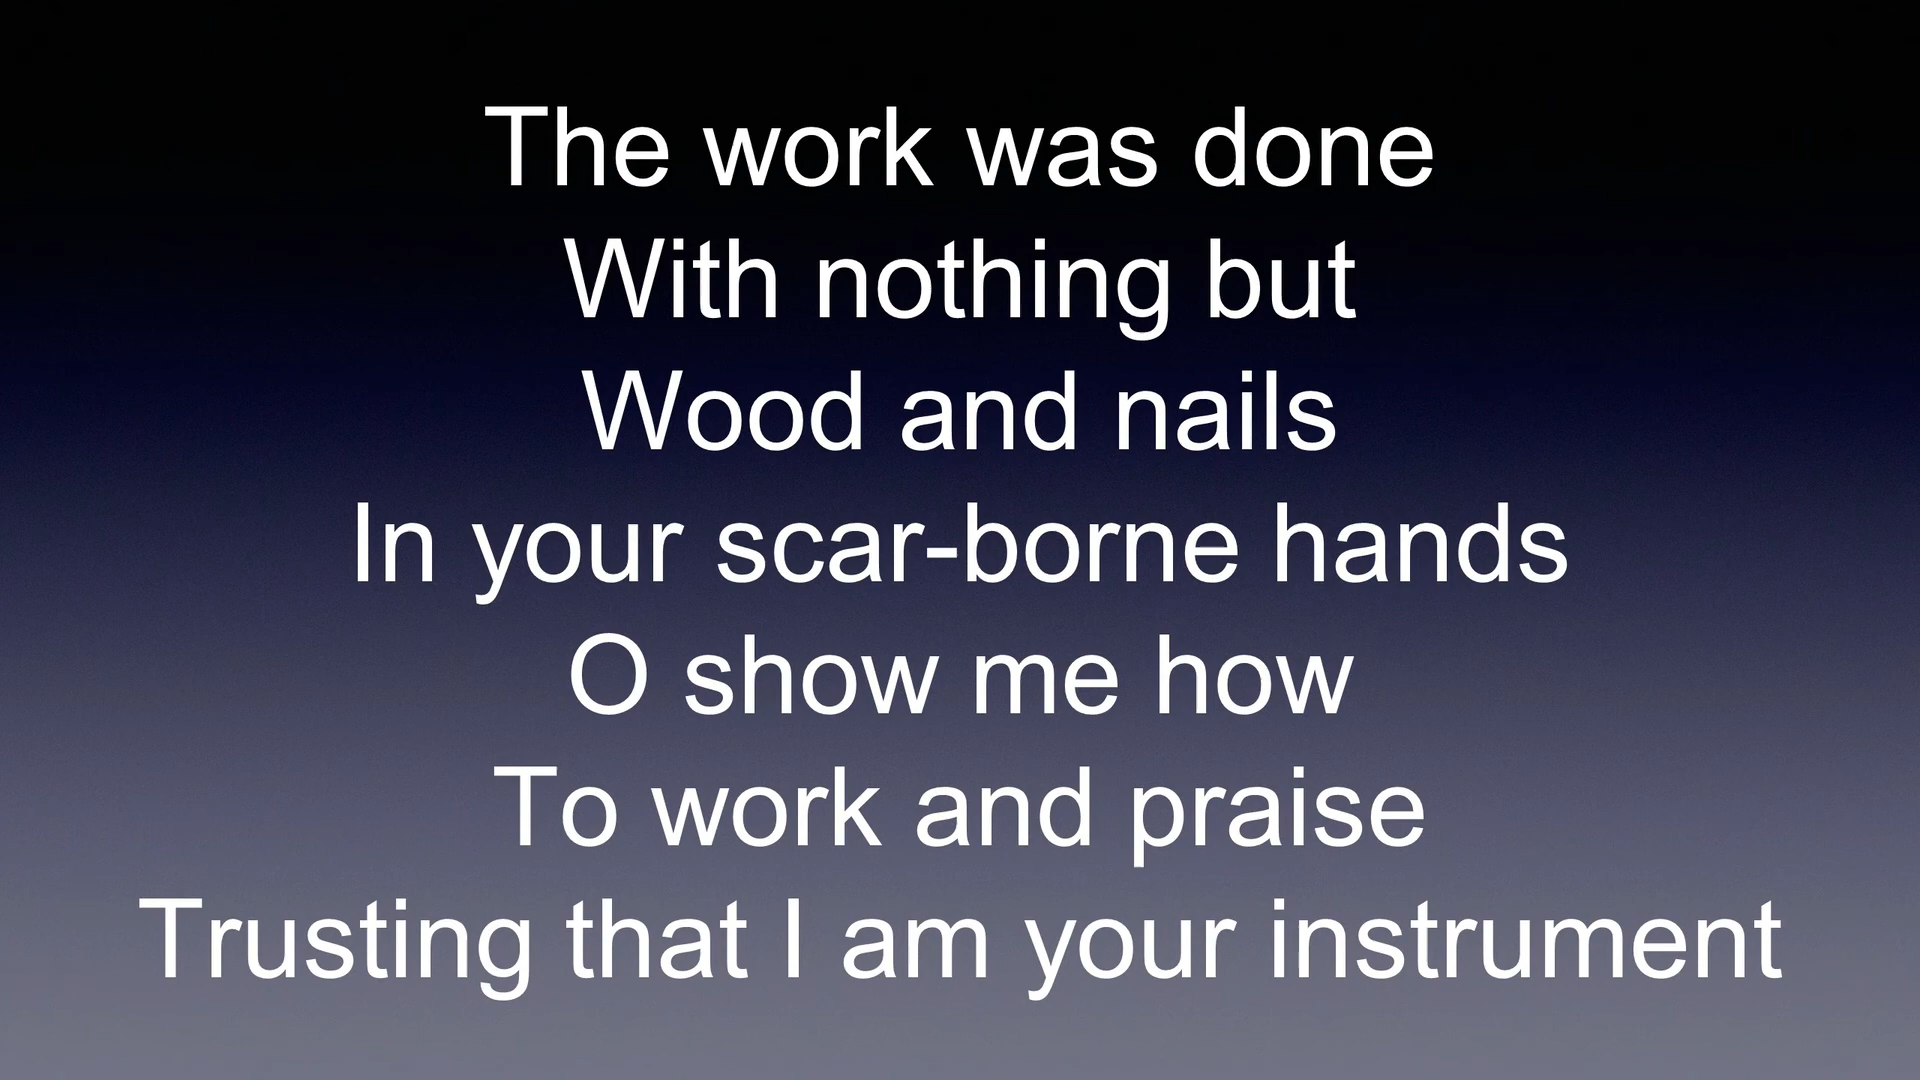 The work was done
With nothing but
Wood and nails
In your scar-borne hands
O show me how
To work and praise
Trusting that I am your instrument